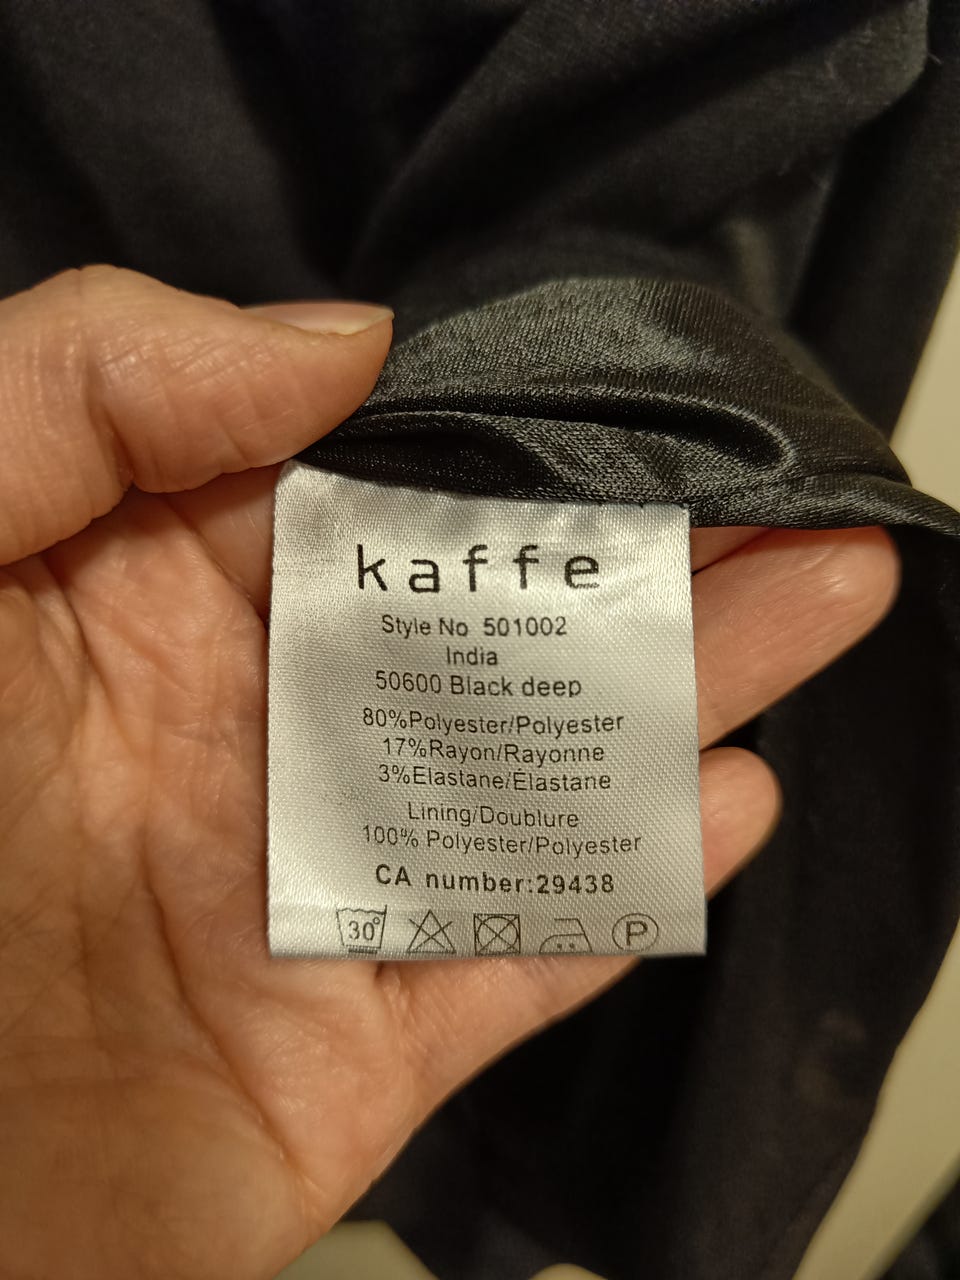 kaffe
Style No 501002
India
50600 Black deep
80%Polyester/Polyester
17%Rayon/Rayonne
3%Elastane/Élastane
Lining/Doublure
100% Polyester/Polyester
CA number:29438
30° P